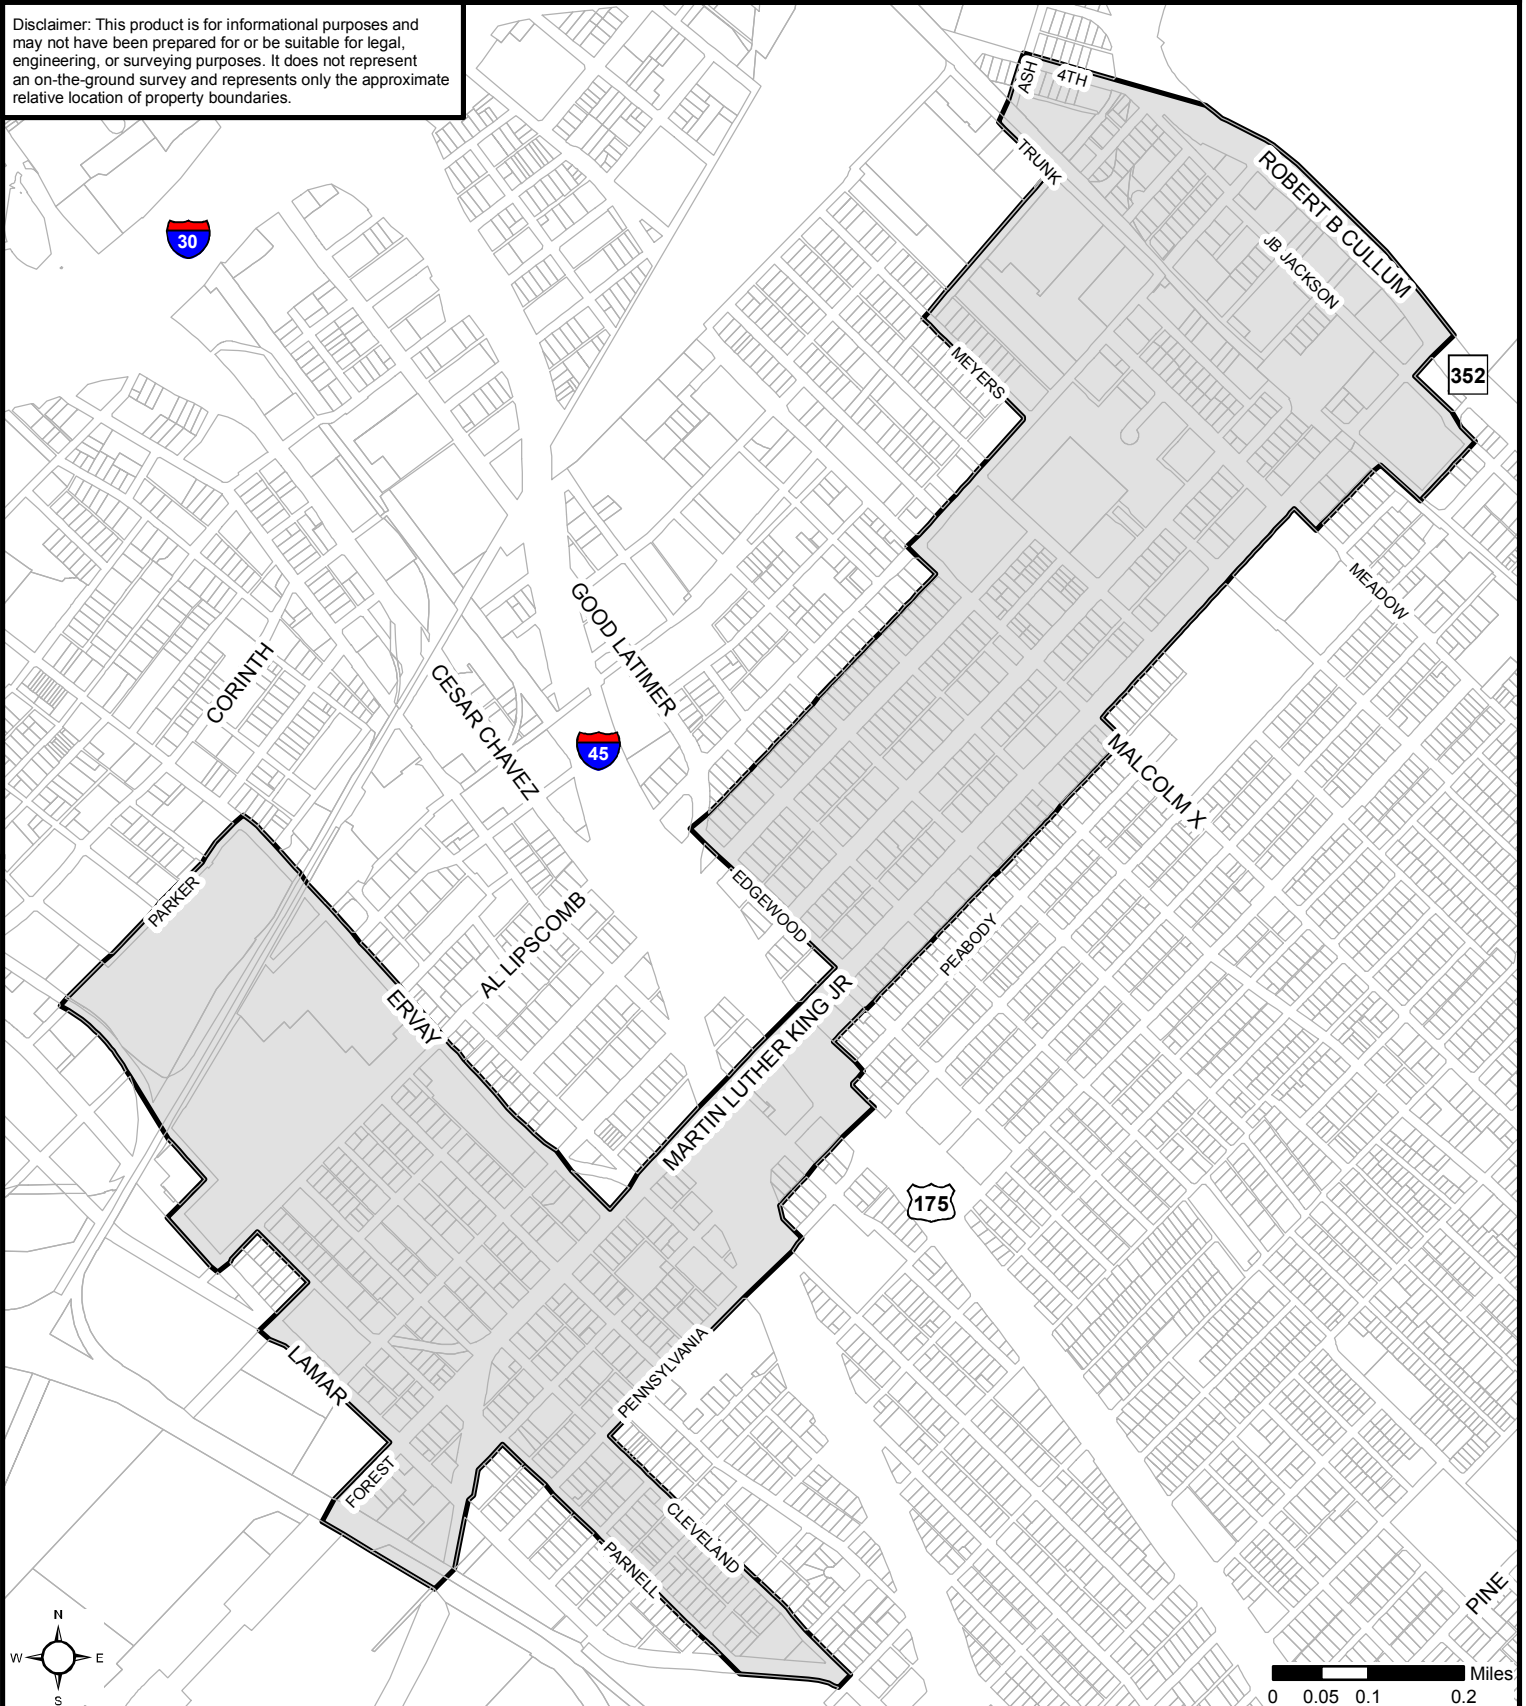 Disclaimer: This product is for informational purposes and
may not have been prepared for or be suitable for legal,
engineering, or surveying purposes. It does not represent
an on-the-ground survey and represents only the approximate
relative location of property boundaries.
ASH
4TH
TRUNK
ROBERT B CULLUM
30
JB JACKSON
MEYERS
352
MEADOW
GOOD LATIMER
CORINTH
CESAR CHAVEZ
45
MALCOLM X
PARKER
EDGEWOOD
AL LIPSCOMB
PEABODY
ERVAY
MARTIN LUTHER KING JR
175
LAMAR
PENNSYLVANIA
FOREST
CLEVELAND
PARNELL
PINE
N
W E
S
Miles
0 0.05 0.1 0.2